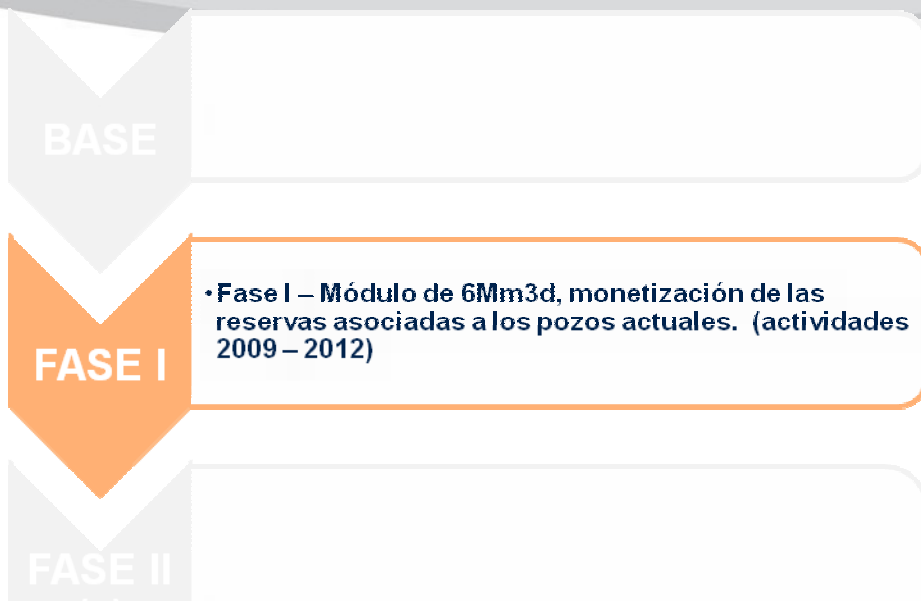 BASE
FASE I
•Fase I – Módulo de 6Mm3d, monetización de las
reservas asociadas a los pozos actuales. (actividades
2009 – 2012)
FASE II